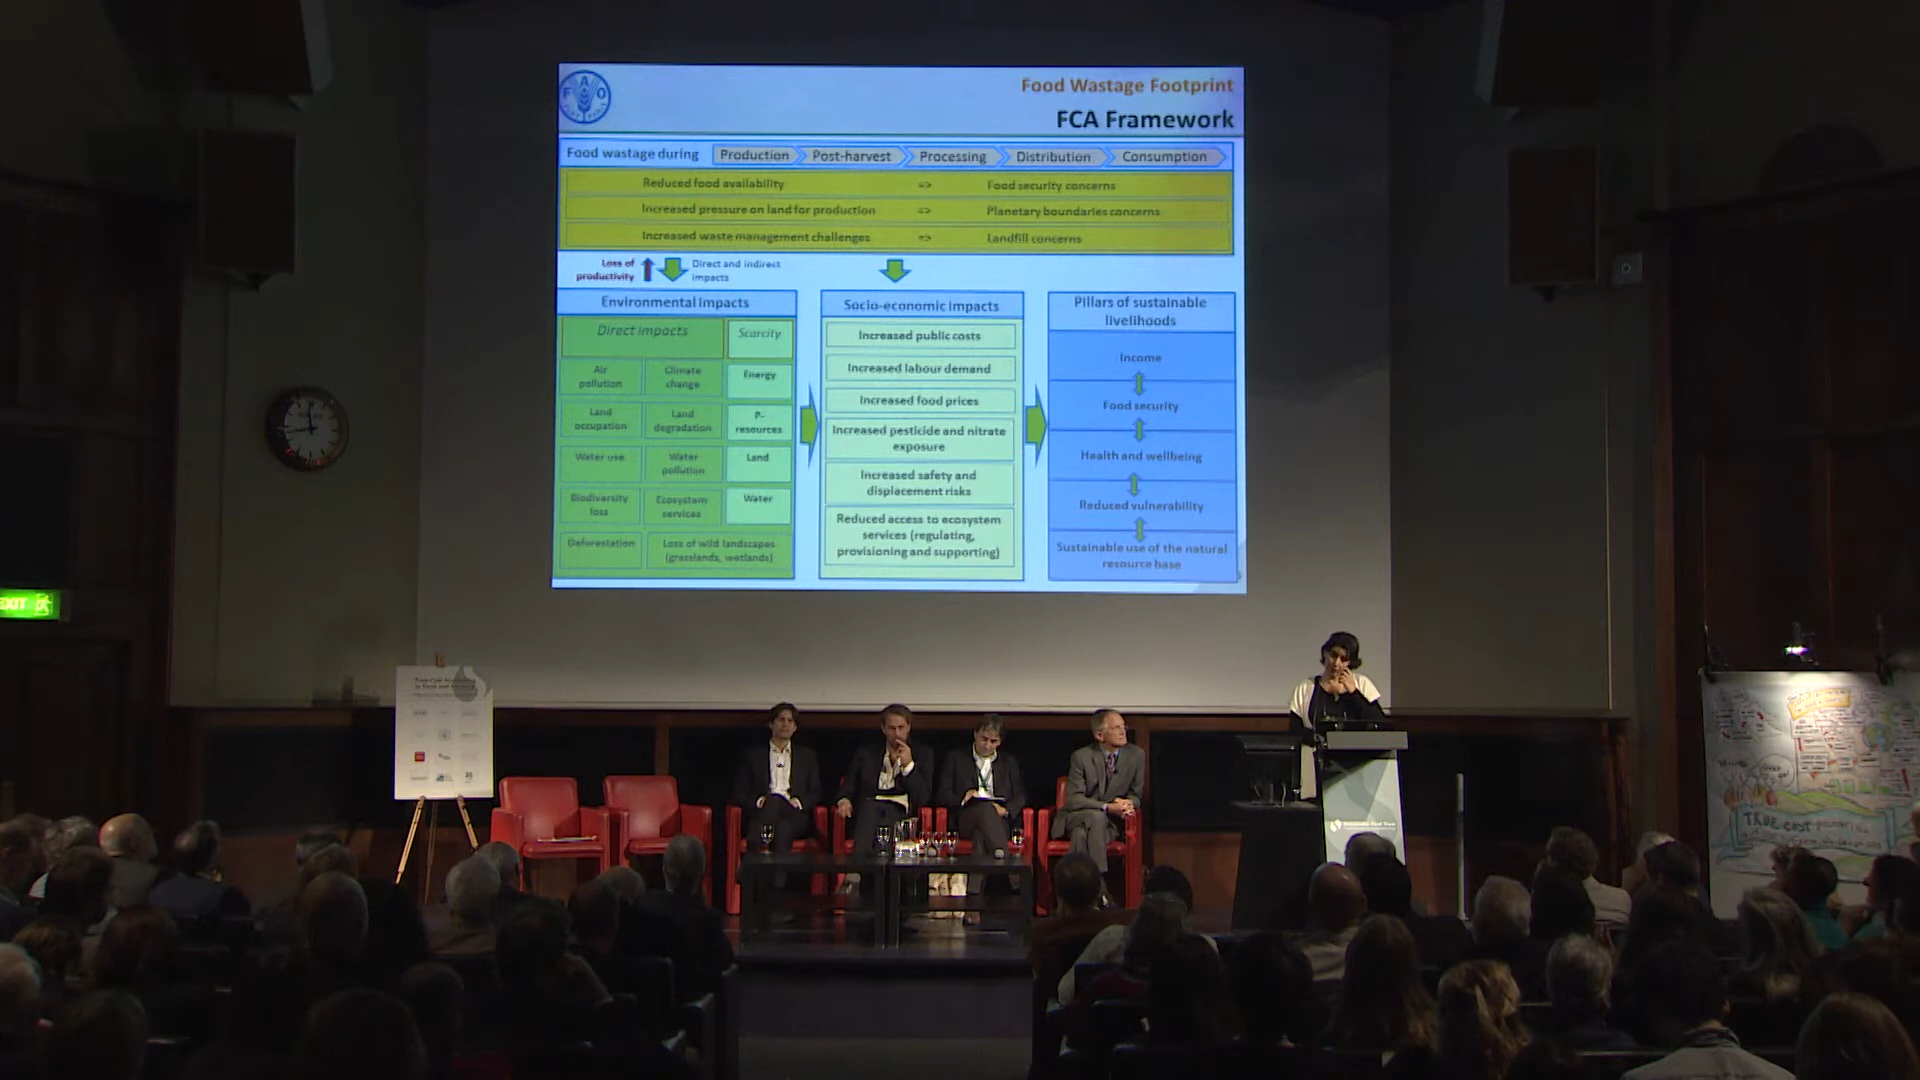 FAO
Food Wastage Footprint
FCA Framework
Food wastage during
Production
Post-harvest
Processing
Distribution
Consumption
Reduced food availability => Food security concerns
Increased pressure on land for production => Planetary boundaries concerns
Increased waste management challenges => Landfill concerns
Loss of
productivity
Direct and indirect
impacts
Environmental impacts
Direct impacts
Scarcity
Air
pollution
Climate
change
Energy
Land
occupation
Land
degradation
P-
resources
Water use
Water
pollution
Land
Biodiversity
loss
Ecosystem
services
Water
Deforestation
Loss of wild landscapes
(grasslands, wetlands)
Socio-economic impacts
Increased public costs
Increased labour demand
Increased food prices
Increased pesticide and nitrate
exposure
Increased safety and
displacement risks
Reduced access to ecosystem
services (regulating,
provisioning and supporting)
Pillars of sustainable
livelihoods
Income
Food security
Health and wellbeing
Reduced vulnerability
Sustainable use of the natural
resource base
EXIT
Sustainable Food Trust
TRUE COST